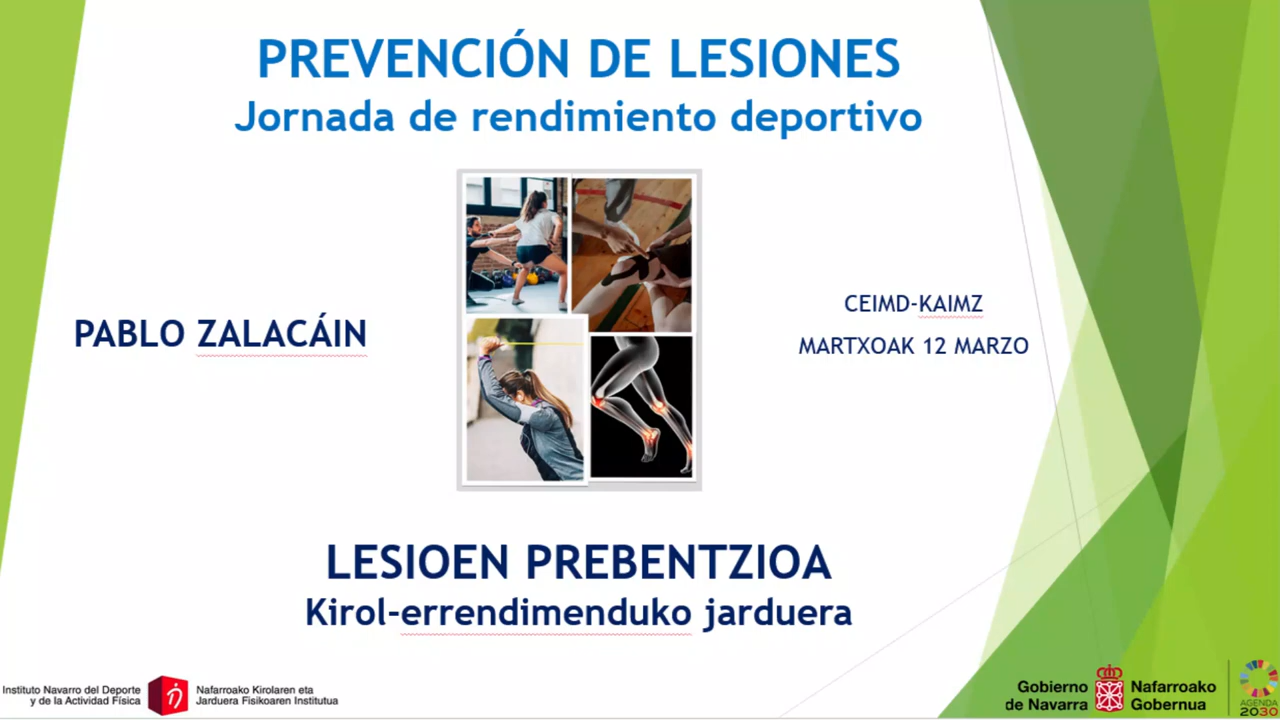 PREVENCIÓN DE LESIONES
Jornada de rendimiento deportivo
PABLO ZALACÁIN
CEIMD-KAIMZ
MARTXOAK 12 MARZO
LESIOEN PREBENTZIOA
Kirol-errendimenduko jarduera
Instituto Navarro del Deporte
y de la Actividad Física
Nafarroako Kirolaren eta
Jarduera Fisikoaren Institutua
Gobierno
de Navarra
Nafarroako
Gobernua
AGENDA
2030